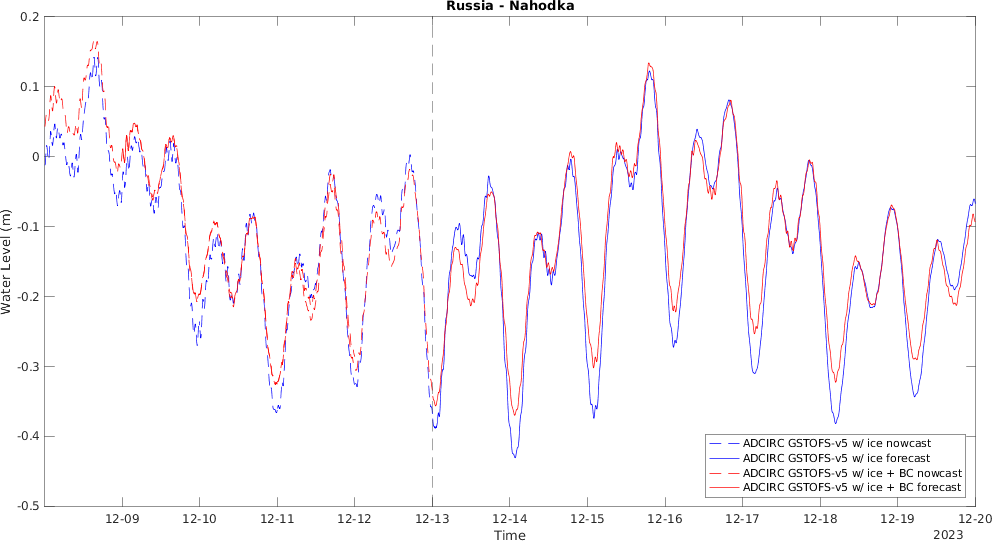 Russia - Nahodka
0.2
0.1
0
-0.1
-0.2
-0.3
-0.4
-0.5
Water Level (m)
12-09 12-10 12-11 12-12 12-13 12-14 12-15 12-16 12-17 12-18 12-19 12-20
Time
2023
ADCIRC GSTOFS-v5 w/ ice nowcast
ADCIRC GSTOFS-v5 w/ ice forecast
ADCIRC GSTOFS-v5 w/ ice + BC nowcast
ADCIRC GSTOFS-v5 w/ ice + BC forecast